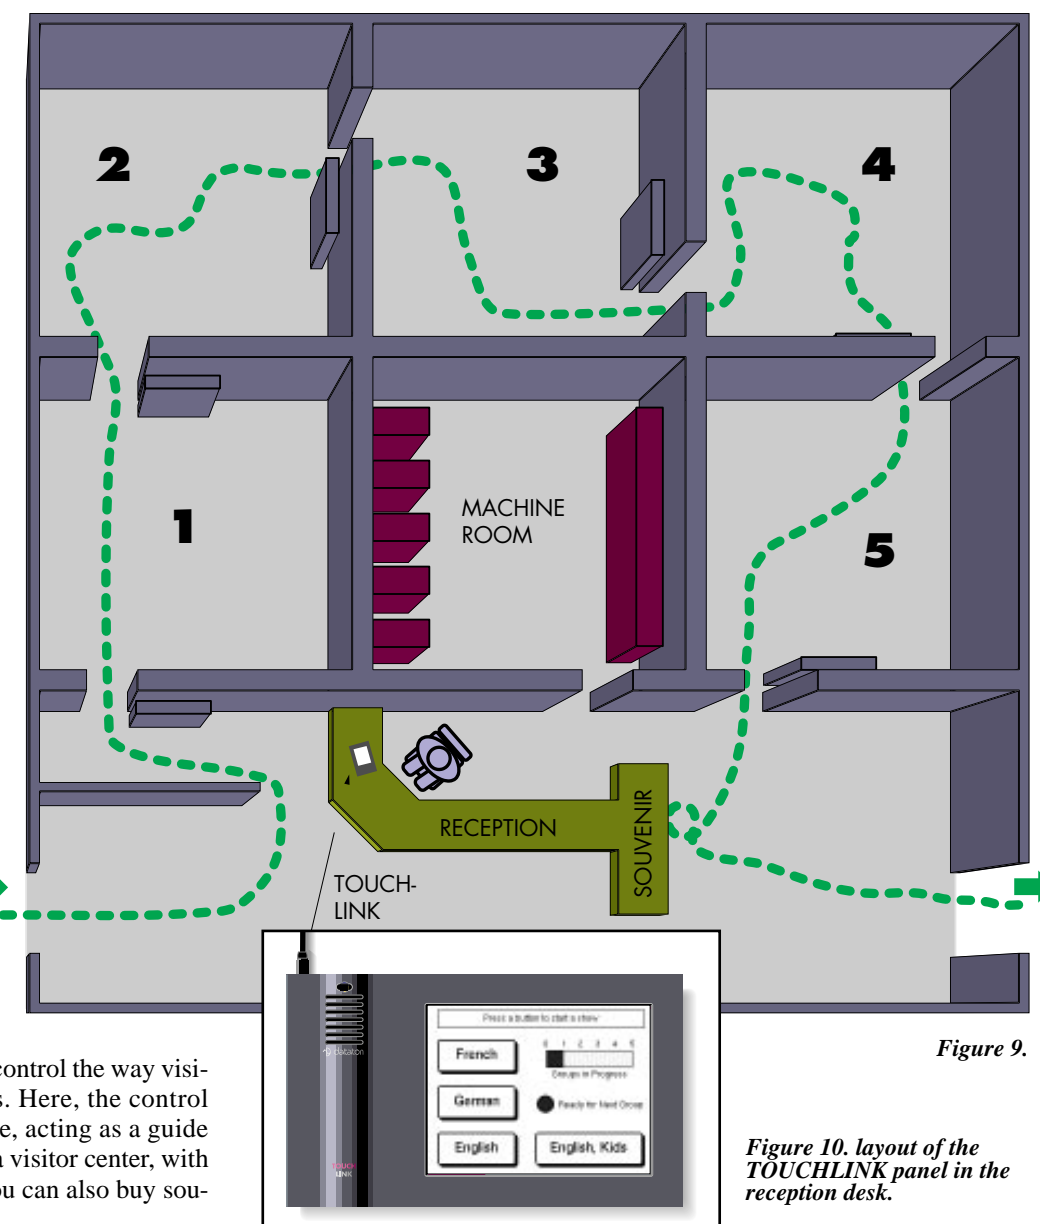 2
3
4
1
MACHINE
ROOM
5
RECEPTION
SOUVENIR
TOUCH-
LINK
Press a button to start a show
French
0 1 2 3 4 5
Groups in Progress
German
Ready for Next Group
English
English, Kids
dataton
TOUCH
LINK
Figure 9.
control the way visi-
s. Here, the control
e, acting as a guide
a visitor center, with
ou can also buy sou-
Figure 10. layout of the
TOUCHLINK panel in the
reception desk.